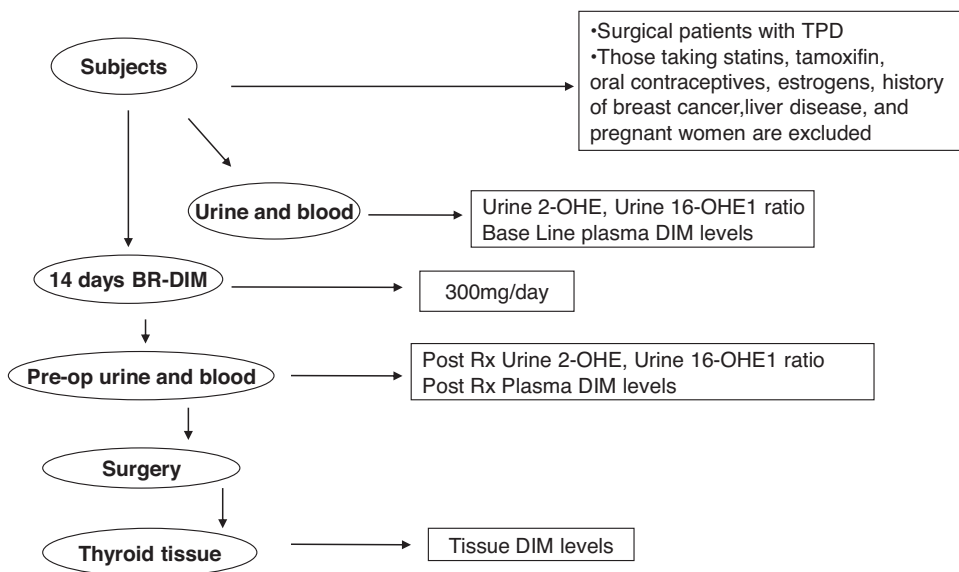 Subjects
•Surgical patients with TPD
•Those taking statins, tamoxifin,
oral contraceptives, estrogens, history
of breast cancer,liver disease, and
pregnant women are excluded
Urine and blood
Urine 2-OHE, Urine 16-OHE1 ratio
Base Line plasma DIM levels
14 days BR-DIM
300mg/day
Pre-op urine and blood
Post Rx Urine 2-OHE, Urine 16-OHE1 ratio
Post Rx Plasma DIM levels
Surgery
Thyroid tissue
Tissue DIM levels